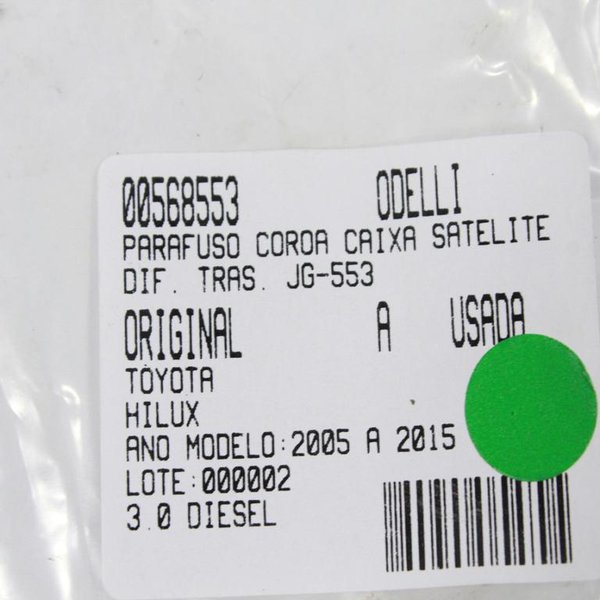 00568553 ODELLI
PARAFUSO COROA CAIXA SATELITE
DIF. TRAS. JG-553
ORIGINAL A USADA
TOYOTA
HILUX
ANO MODELO:2005 A 2015
LOTE:000002
3.0 DIESEL